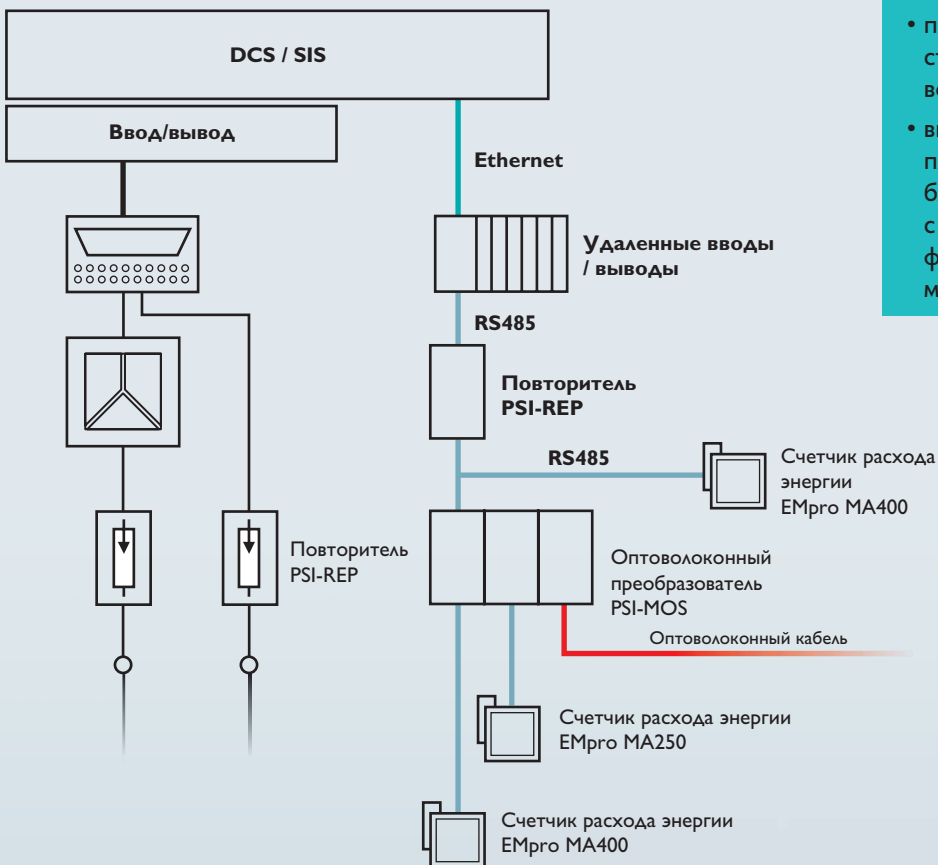 DCS / SIS
Ввод/вывод
Ethernet
Удаленные вводы
/ выводы
RS485
Повторитель
PSI-REP
RS485
Счетчик расхода
энергии
EMpro MA400
Повторитель
PSI-REP
Оптоволоконный
преобразователь
PSI-MOS
Оптоволоконный кабель
Счетчик расхода энергии
EMpro MA250
Счетчик расхода энергии
EMpro MA400